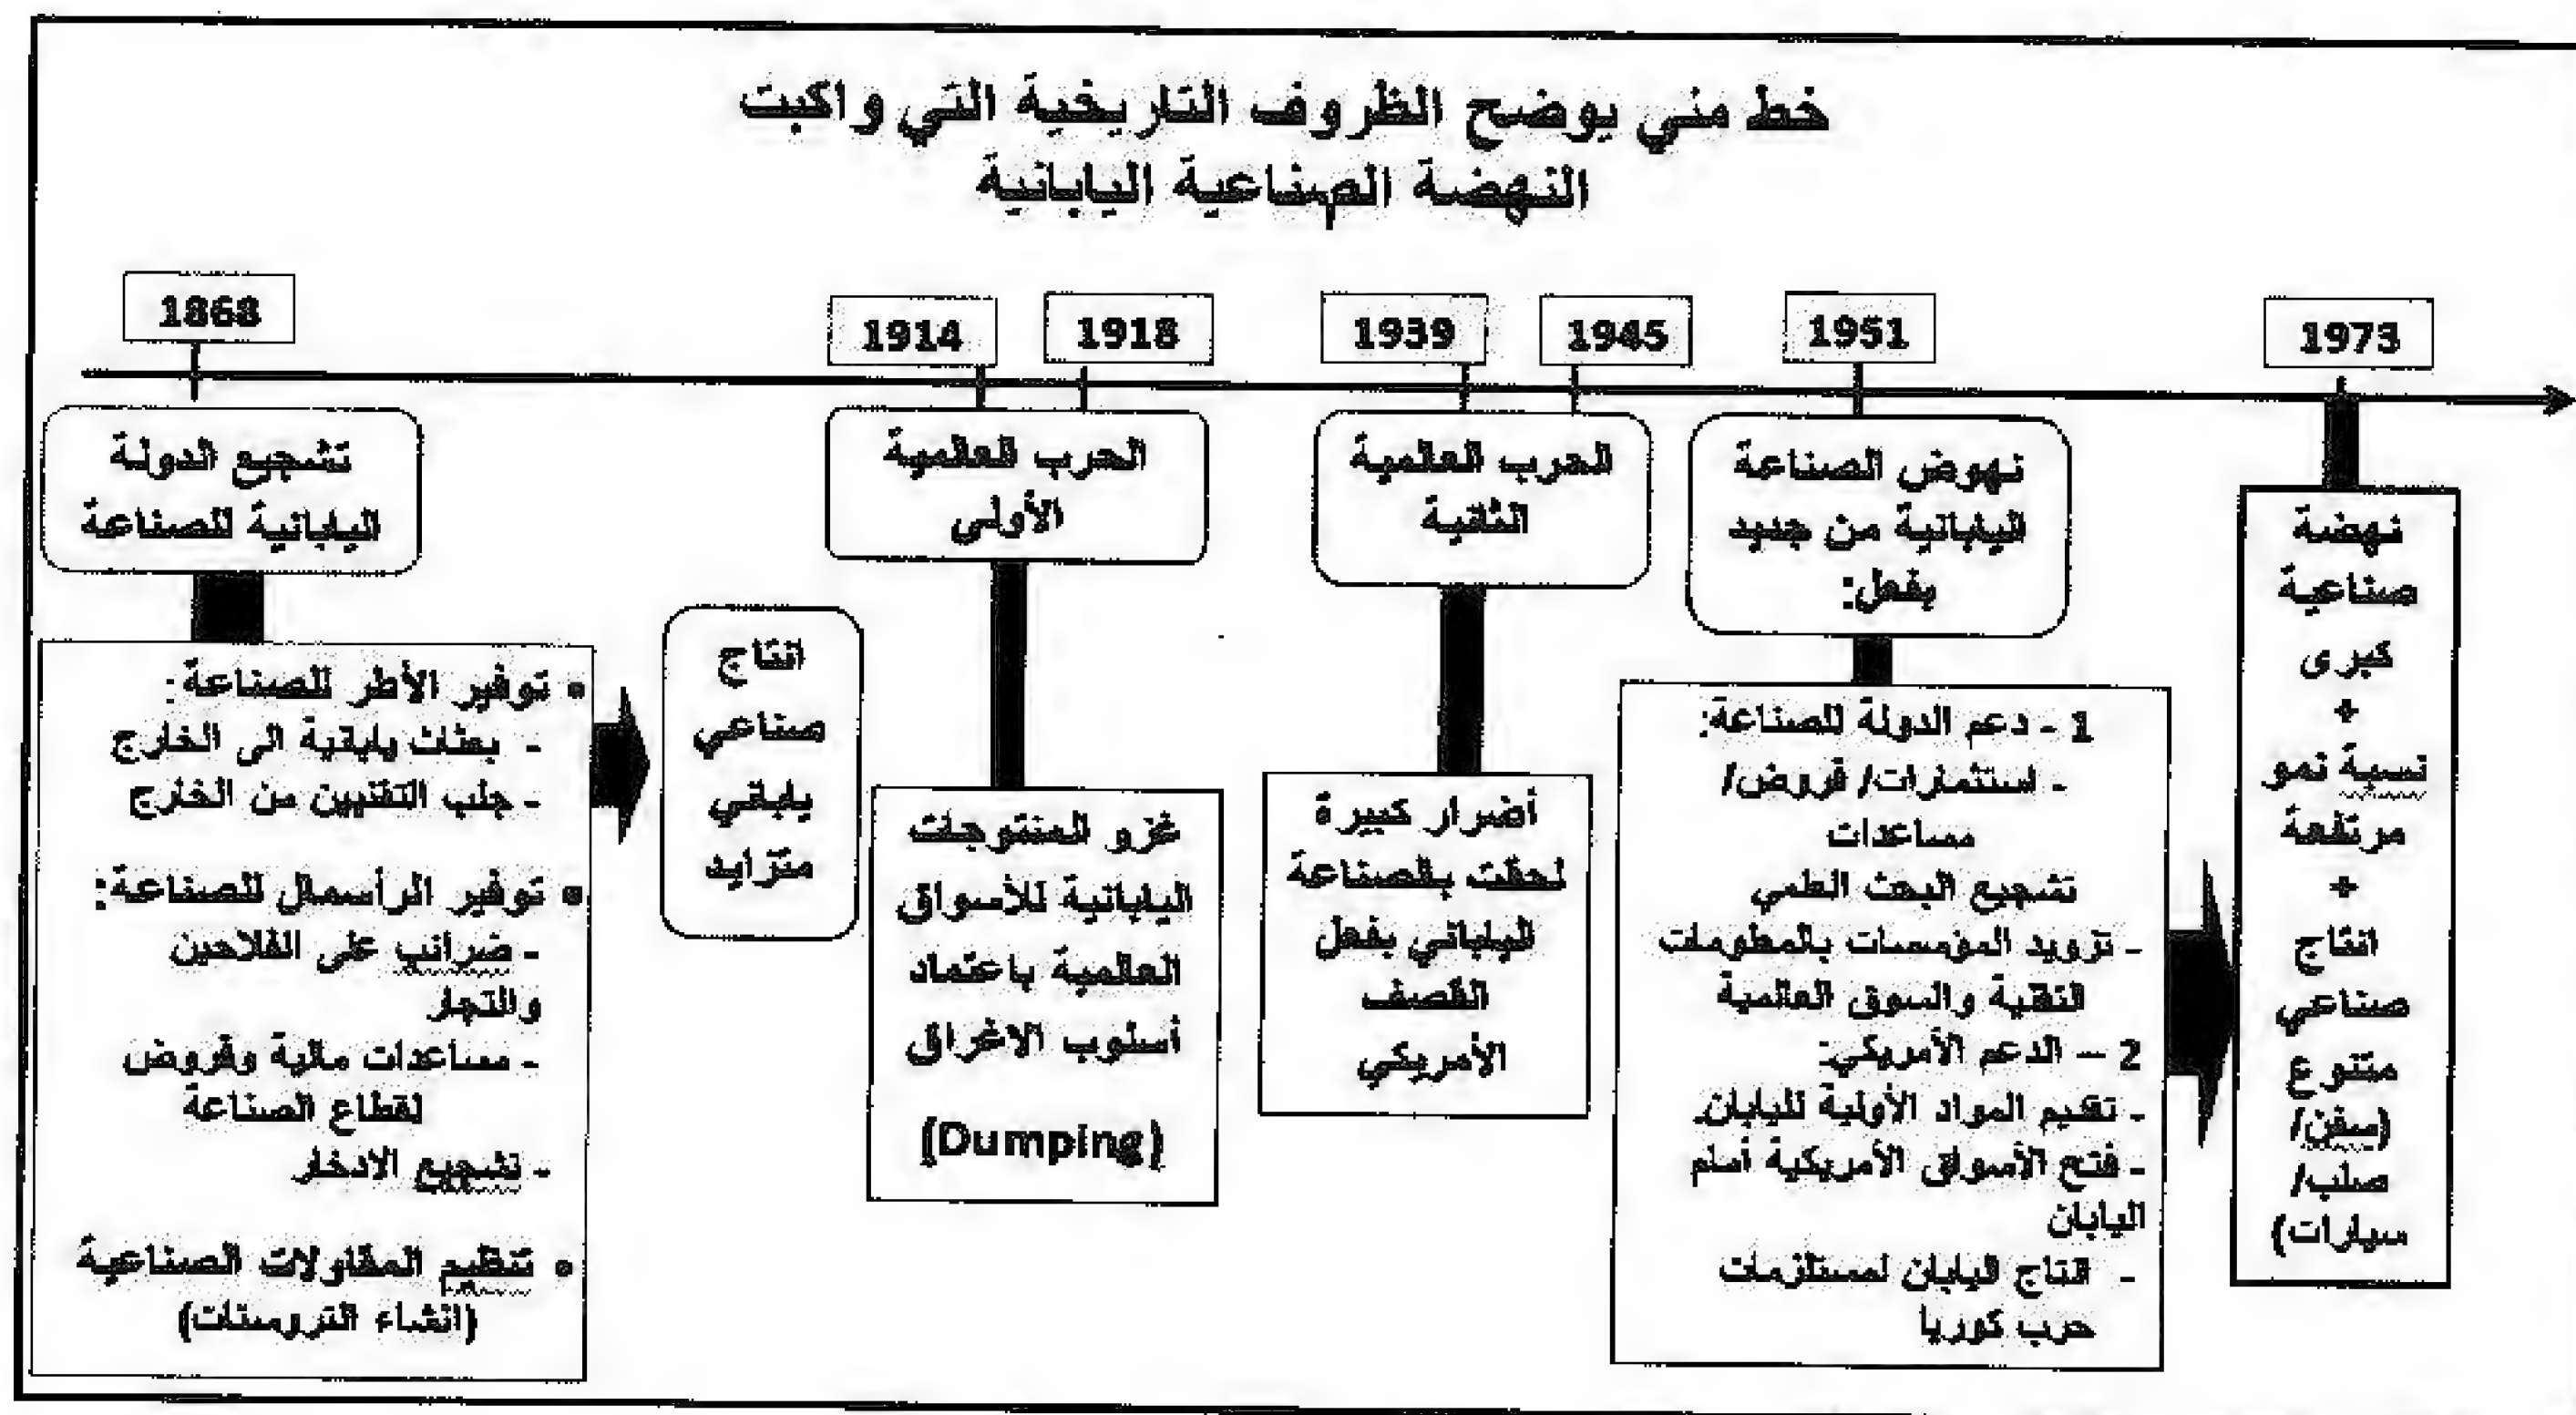 خط مني يوضح الظروف التاريخية التي واكبت
النهضة الصناعية اليابانية
1868
1914
1918
1939
1945
1951
1973
تشجيع الدولة
اليابانية للصناعة
• توفير الأطر للصناعة:
- بعثات يابانية الى الخارج
- جلب التقنيين من الخارج
• توفير الرأسمال للصناعة:
- ضرائب على الفلاحين
والتجار
- مساعدات مالية وقروض
لقطاع الصناعة
- تشجيع الادخار
• تنظيم المقاولات الصناعية
(انشاء التروستات)
انتاج
صناعي
ياباني
متزايد
الحرب العالمية
الأولى
غزو المنتوجات
اليابانية للأسواق
العالمية باعتماد
أسلوب الاغراق
(Dumping)
الحرب العالمية
الثانية
أضرار كبيرة
لحقت بالصناعة
الياباني بفعل
القصف
الأمريكي
نهوض الصناعة
اليابانية من جديد
بفعل:
1 - دعم الدولة للصناعة:
- استثمارات/ قروض/
مساعدات
تشجيع البحث العلمي
- تزويد المؤسسات بالمعلومات
التقنية والسوق العالمية
2 – الدعم الأمريكي:
- تقديم المواد الأولية لليابان.
- فتح الأسواق الأمريكية أمام
اليابان
- انتاج اليابان لمستلزمات
حرب كوريا
نهضة
صناعية
كبرى
+
نسبة نمو
مرتفعة
+
انتاج
صناعي
متنوع
(سفن/
صلب/
سيارات)